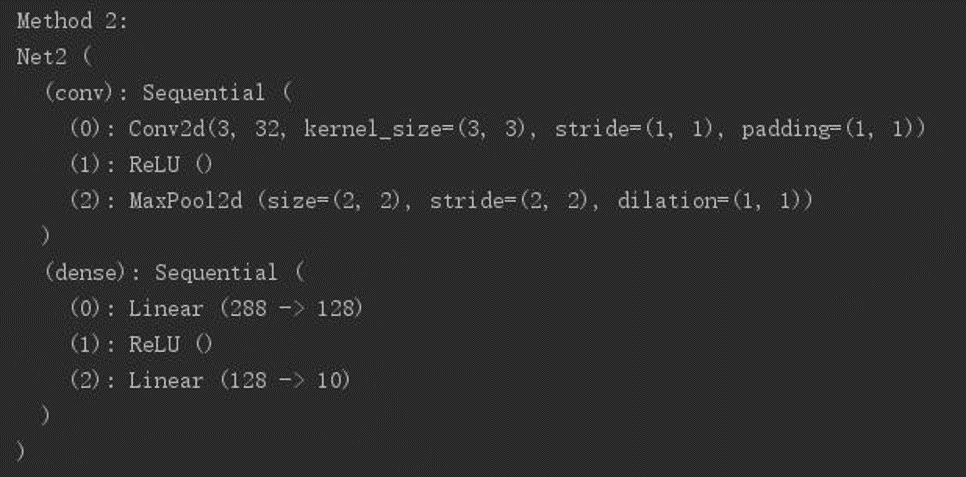 Method 2:
Net2 (
  (conv): Sequential (
    (0): Conv2d(3, 32, kernel_size=(3, 3), stride=(1, 1), padding=(1, 1))
    (1): ReLU ()
    (2): MaxPool2d (size=(2, 2), stride=(2, 2), dilation=(1, 1))
  )
  (dense): Sequential (
    (0): Linear (288 -> 128)
    (1): ReLU ()
    (2): Linear (128 -> 10)
  )
)